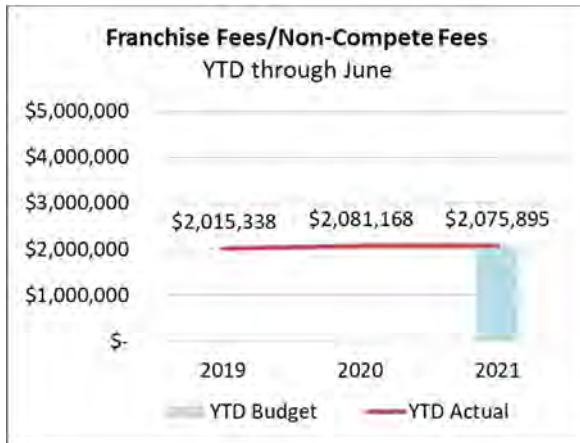 Franchise Fees/Non-Compete Fees
YTD through June
$5,000,000
$4,000,000
$3,000,000
$2,015,338 $2,081,168 $2,075,895
$2,000,000
$1,000,000
$-
2019 2020 2021
YTD Budget YTD Actual